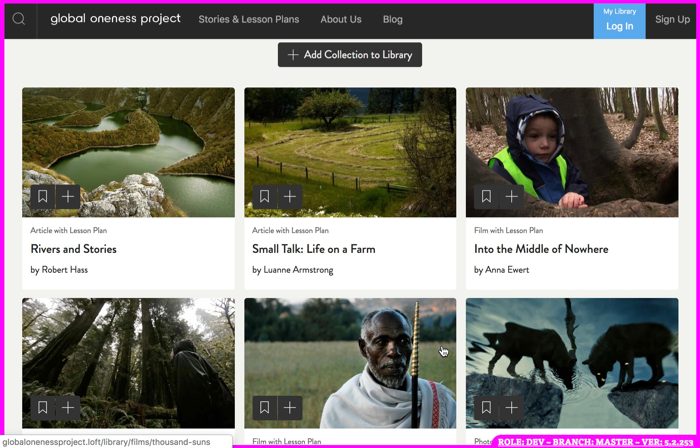 global oneness project
Stories & Lesson Plans
About Us
Blog
My Library
Log In
Sign Up
Add Collection to Library
Article with Lesson Plan
Rivers and Stories
by Robert Hass
Article with Lesson Plan
Small Talk: Life on a Farm
by Luanne Armstrong
Film with Lesson Plan
Into the Middle of Nowhere
by Anna Ewert
Film with Lesson Plan
globalonenessproject.loft/library/films/thousand-suns
ROLE: DEV ~ BRANCH: MASTER ~ VER: 5.2.253